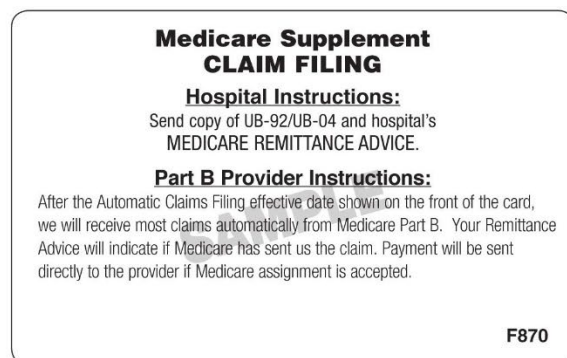 Medicare Supplement
CLAIM FILING
Hospital Instructions:
Send copy of UB-92/UB-04 and hospital's
MEDICARE REMITTANCE ADVICE.
Part B Provider Instructions:
After the Automatic Claims Filing effective date shown on the front of the card,
we will receive most claims automatically from Medicare Part B. Your Remittance
Advice will indicate if Medicare has sent us the claim. Payment will be sent
directly to the provider if Medicare assignment is accepted.
SAMPLE
F870